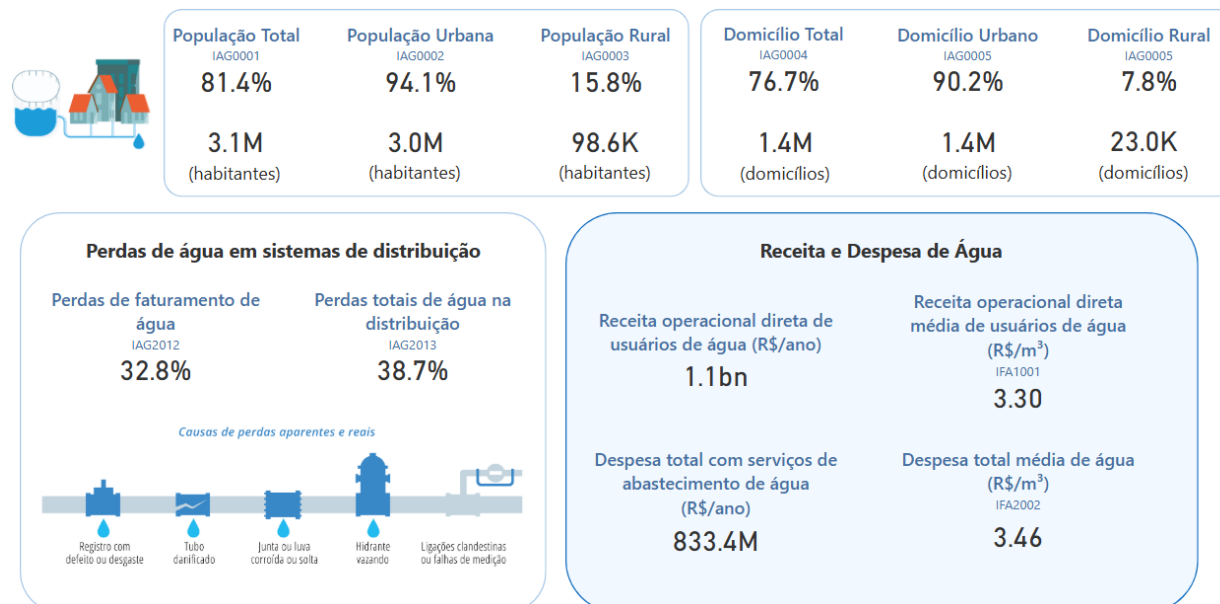 População Total
IAG0001
81.4%
3.1M
(habitantes)
População Urbana
IAG0002
94.1%
3.0M
(habitantes)
População Rural
IAG0003
15.8%
98.6K
(habitantes)
Domicílio Total
IAG0004
76.7%
1.4M
(domicílios)
Domicílio Urbano
IAG0005
90.2%
1.4M
(domicílios)
Domicílio Rural
IAG0005
7.8%
23.0K
(domicílios)
Perdas de água em sistemas de distribuição
Perdas de faturamento de
água
IAG2012
32.8%
Perdas totais de água na
distribuição
IAG2013
38.7%
Causas de perdas aparentes e reais
Registro com
defeito ou desgaste
Tubo
danificado
Junta ou luva
corroída ou solta
Hidrante
vazando
Ligações clandestinas
ou falhas de medição
Receita e Despesa de Água
Receita operacional direta de
usuários de água (R$/ano)
1.1bn
Receita operacional direta
média de usuários de água
(R$/m³)
IFA1001
3.30
Despesa total com serviços de
abastecimento de água
(R$/ano)
833.4M
Despesa total média de água
(R$/m³)
IFA2002
3.46